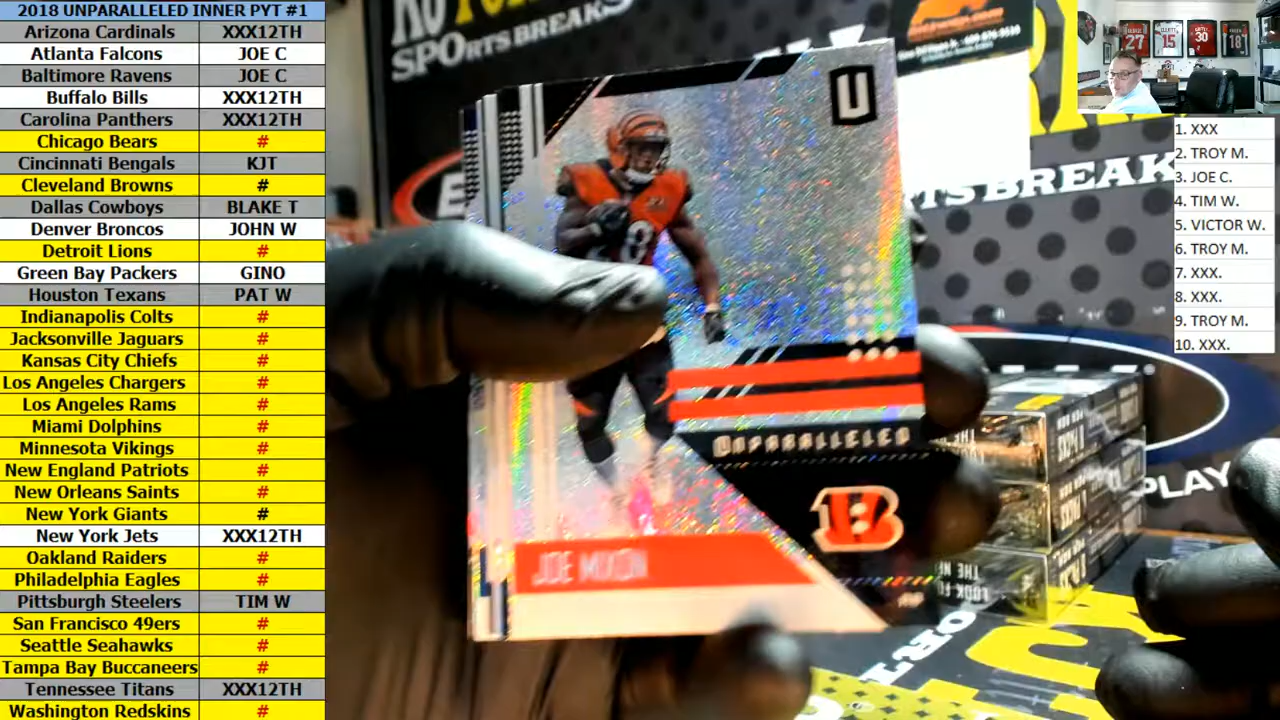 2018 UNPARALLELED INNER PYT #1
Arizona Cardinals XXX12TH
Atlanta Falcons JOE C
Baltimore Ravens JOE C
Buffalo Bills XXX12TH
Carolina Panthers XXX12TH
Chicago Bears #
Cincinnati Bengals KJT
Cleveland Browns #
Dallas Cowboys BLAKE T
Denver Broncos JOHN W
Detroit Lions #
Green Bay Packers GINO
Houston Texans PAT W
Indianapolis Colts #
Jacksonville Jaguars #
Kansas City Chiefs #
Los Angeles Chargers #
Los Angeles Rams #
Miami Dolphins #
Minnesota Vikings #
New England Patriots #
New Orleans Saints #
New York Giants #
New York Jets XXX12TH
Oakland Raiders #
Philadelphia Eagles #
Pittsburgh Steelers TIM W
San Francisco 49ers #
Seattle Seahawks #
Tampa Bay Buccaneers #
Tennessee Titans XXX12TH
Washington Redskins #
SPORTS BREAKS
U
UNPARALLELED
B
JOE MIXON
RTS BREAK
PLAY
27
15
30
18
1. XXX
2. TROY M.
3. JOE C.
4. TIM W.
5. VICTOR W.
6. TROY M.
7. XXX.
8. XXX.
9. TROY M.
10. XXX.